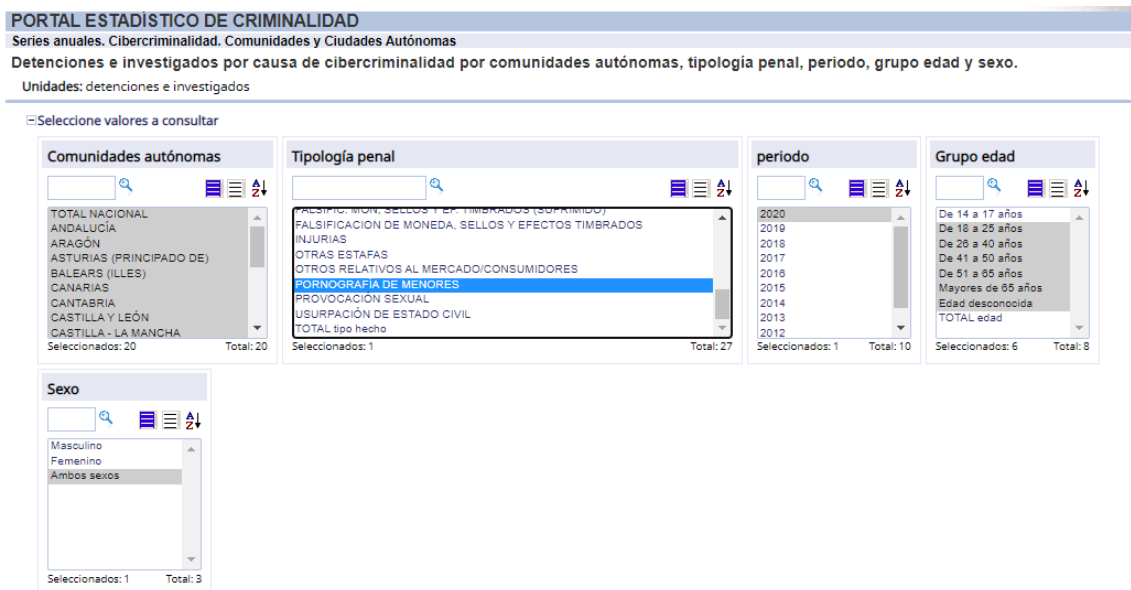 PORTAL ESTADÍSTICO DE CRIMINALIDAD
Series anuales. Cibercriminalidad. Comunidades y Ciudades Autónomas
Detenciones e investigados por causa de cibercriminalidad por comunidades autónomas, tipología penal, periodo, grupo edad y sexo.
Unidades: detenciones e investigados
Seleccione valores a consultar
Comunidades autónomas
TOTAL NACIONAL
ANDALUCÍA
ARAGÓN
ASTURIAS (PRINCIPADO DE)
BALEARS (ILLES)
CANARIAS
CANTABRIA
CASTILLA Y LEÓN
CASTILLA - LA MANCHA
Seleccionados: 20 Total: 20
Tipología penal
FALSIFIC. MON, SELLOS Y EF. TIMBRADOS (SUPRIMIDO)
FALSIFICACION DE MONEDA, SELLOS Y EFECTOS TIMBRADOS
INJURIAS
OTRAS ESTAFAS
OTROS RELATIVOS AL MERCADO/CONSUMIDORES
PORNOGRAFÍA DE MENORES
PROVOCACIÓN SEXUAL
USURPACIÓN DE ESTADO CIVIL
TOTAL tipo hecho
Seleccionados: 1 Total: 27
periodo
2020
2019
2018
2017
2016
2015
2014
2013
2012
Seleccionados: 1 Total: 10
Grupo edad
De 14 a 17 años
De 18 a 25 años
De 26 a 40 años
De 41 a 50 años
De 51 a 65 años
Mayores de 65 años
Edad desconocida
TOTAL edad
Seleccionados: 6 Total: 8
Sexo
Masculino
Femenino
Ambos sexos
Seleccionados: 1 Total: 3